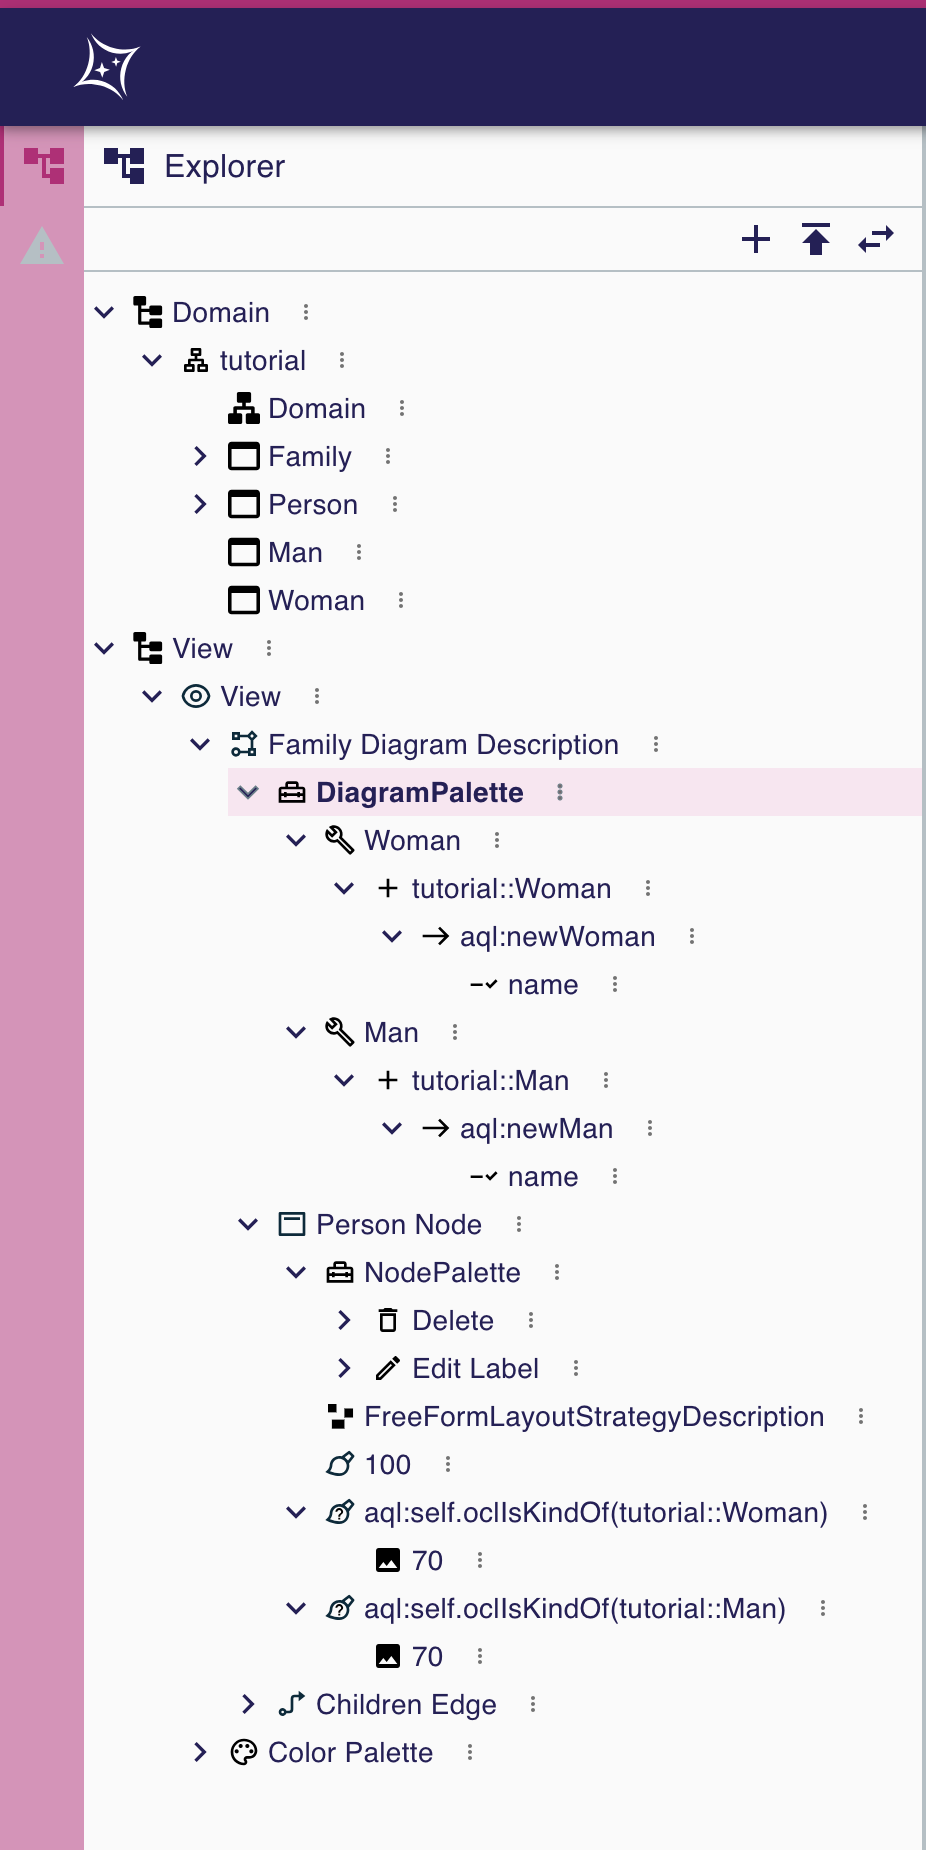 Explorer
Domain
tutorial
Domain
Family
Person
Man
Woman
View
View
Family Diagram Description
DiagramPalette
Woman
tutorial::Woman
aql:newWoman
name
Man
tutorial::Man
aql:newMan
name
Person Node
NodePalette
Delete
Edit Label
FreeFormLayoutStrategyDescription
100
aql:self.oclIsKindOf(tutorial::Woman)
70
aql:self.oclIsKindOf(tutorial::Man)
70
Children Edge
Color Palette